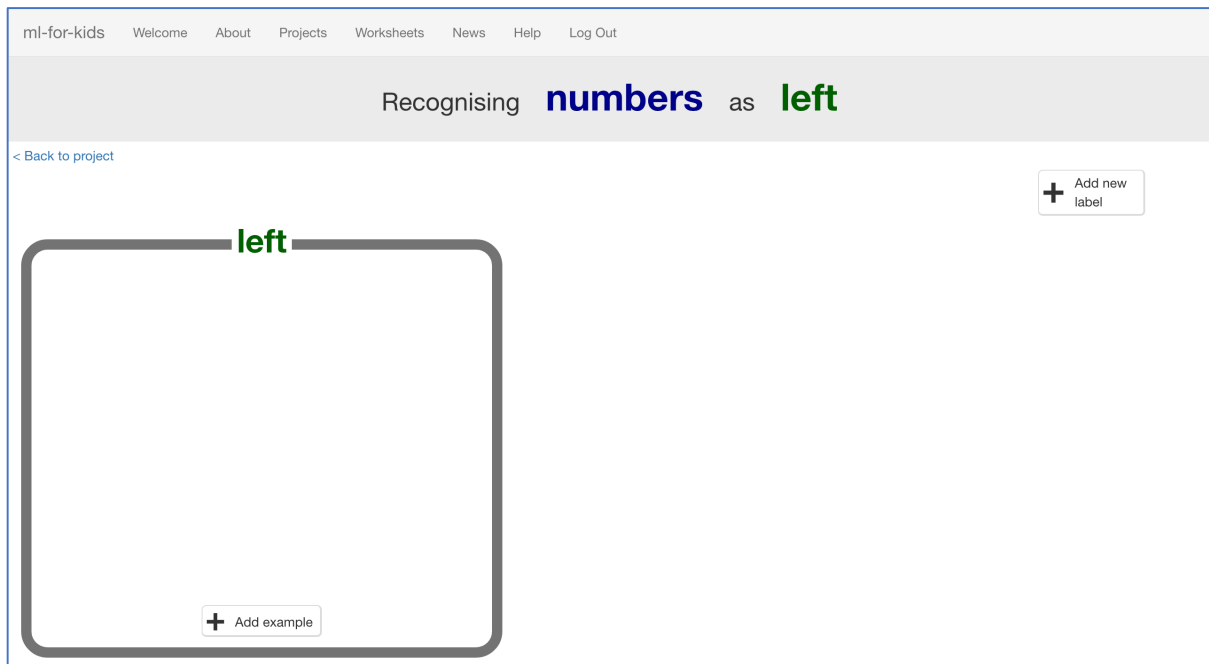 ml-for-kids Welcome About Projects Worksheets News Help Log Out
Recognising numbers as left
< Back to project
Add new
label
left
Add example